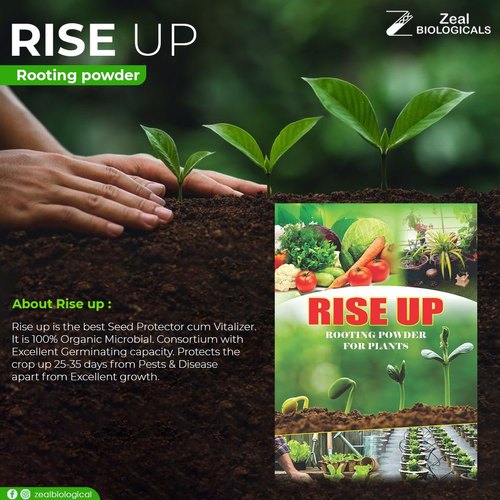 RISE UP
Rooting powder
Zeal
BIOLOGICALS
RISE UP
ROOTING POWDER
FOR PLANTS
About Rise up :
Rise up is the best Seed Protector cum Vitalizer.
It is 100% Organic Microbial. Consortium with
Excellent Germinating capacity. Protects the
crop up 25-35 days from Pests & Disease
apart from Excellent growth.
zealbiological